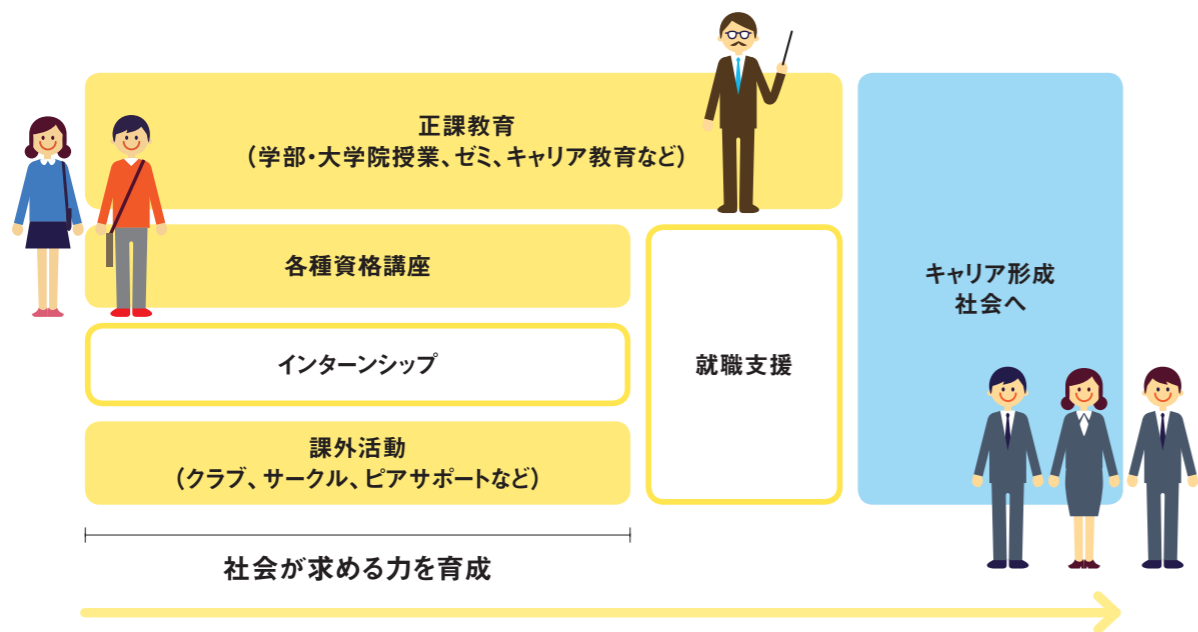 正課教育
（学部・大学院授業、ゼミ、キャリア教育など）
各種資格講座
インターンシップ
課外活動
（クラブ、サークル、ピアサポートなど）
就職支援
キャリア形成
社会へ
社会が求める力を育成